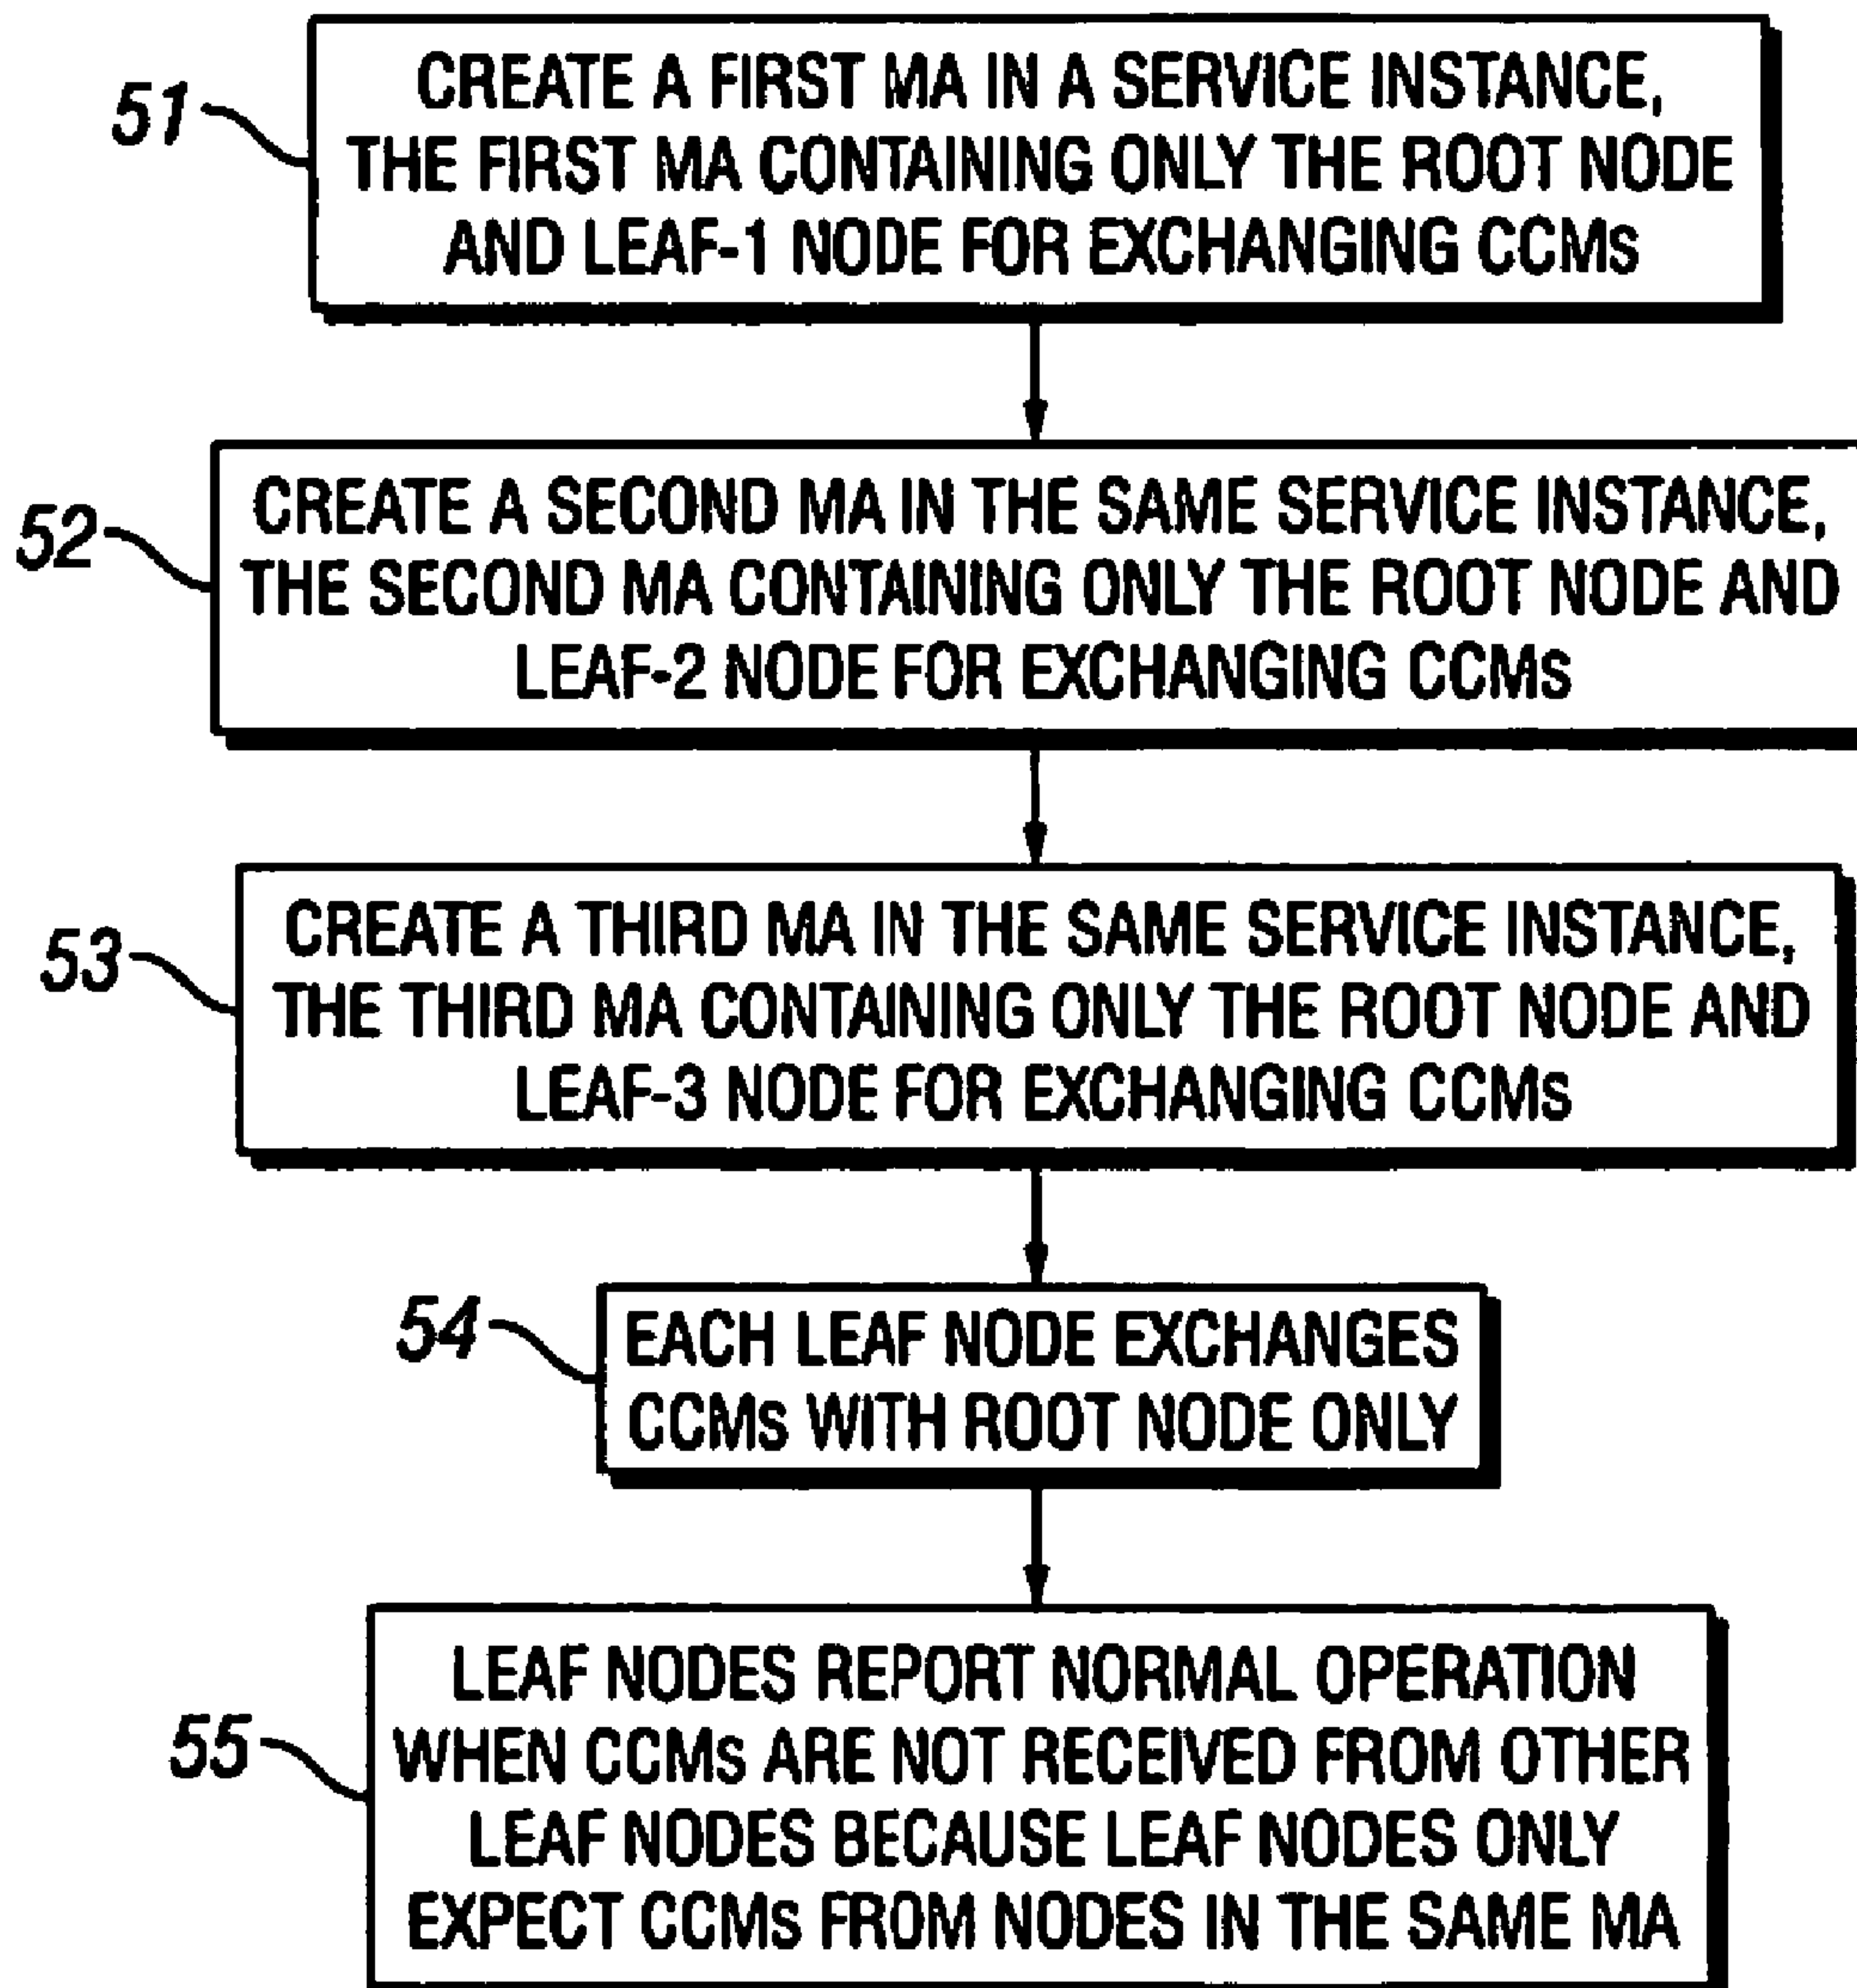 51
CREATE A FIRST MA IN A SERVICE INSTANCE,
THE FIRST MA CONTAINING ONLY THE ROOT NODE
AND LEAF-1 NODE FOR EXCHANGING CCMs
52
CREATE A SECOND MA IN THE SAME SERVICE INSTANCE,
THE SECOND MA CONTAINING ONLY THE ROOT NODE AND
LEAF-2 NODE FOR EXCHANGING CCMs
53
CREATE A THIRD MA IN THE SAME SERVICE INSTANCE,
THE THIRD MA CONTAINING ONLY THE ROOT NODE AND
LEAF-3 NODE FOR EXCHANGING CCMs
54
EACH LEAF NODE EXCHANGES
CCMs WITH ROOT NODE ONLY
55
LEAF NODES REPORT NORMAL OPERATION
WHEN CCMs ARE NOT RECEIVED FROM OTHER
LEAF NODES BECAUSE LEAF NODES ONLY
EXPECT CCMs FROM NODES IN THE SAME MA